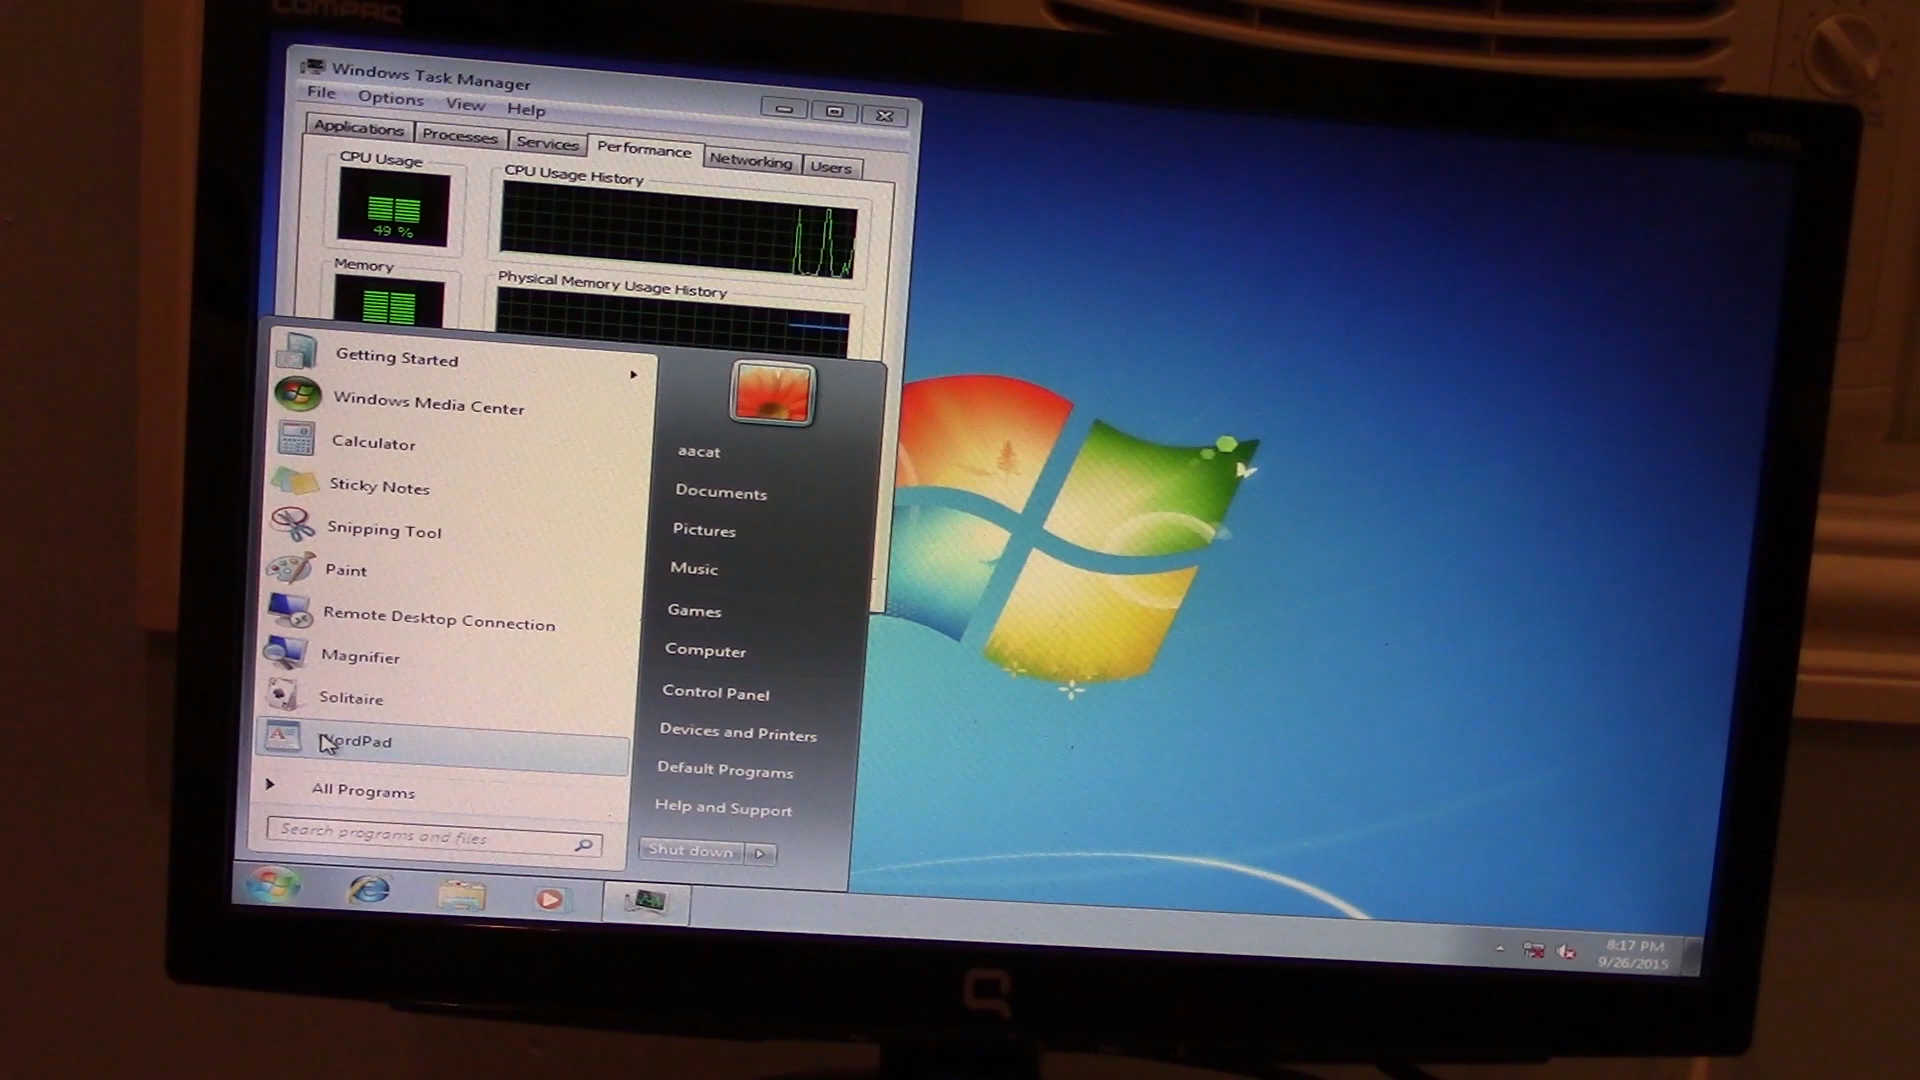 COMPAQ
Windows Task Manager
File Options View Help
Applications Processes Services Performance Networking Users
CPU Usage
CPU Usage History
49 %
Memory
Physical Memory Usage History
Getting Started
Windows Media Center
Calculator
Sticky Notes
Snipping Tool
Paint
Remote Desktop Connection
Magnifier
Solitaire
WordPad
All Programs
Search programs and files
aacat
Documents
Pictures
Music
Games
Computer
Control Panel
Devices and Printers
Default Programs
Help and Support
Shut down
8:17 PM
9/26/2015